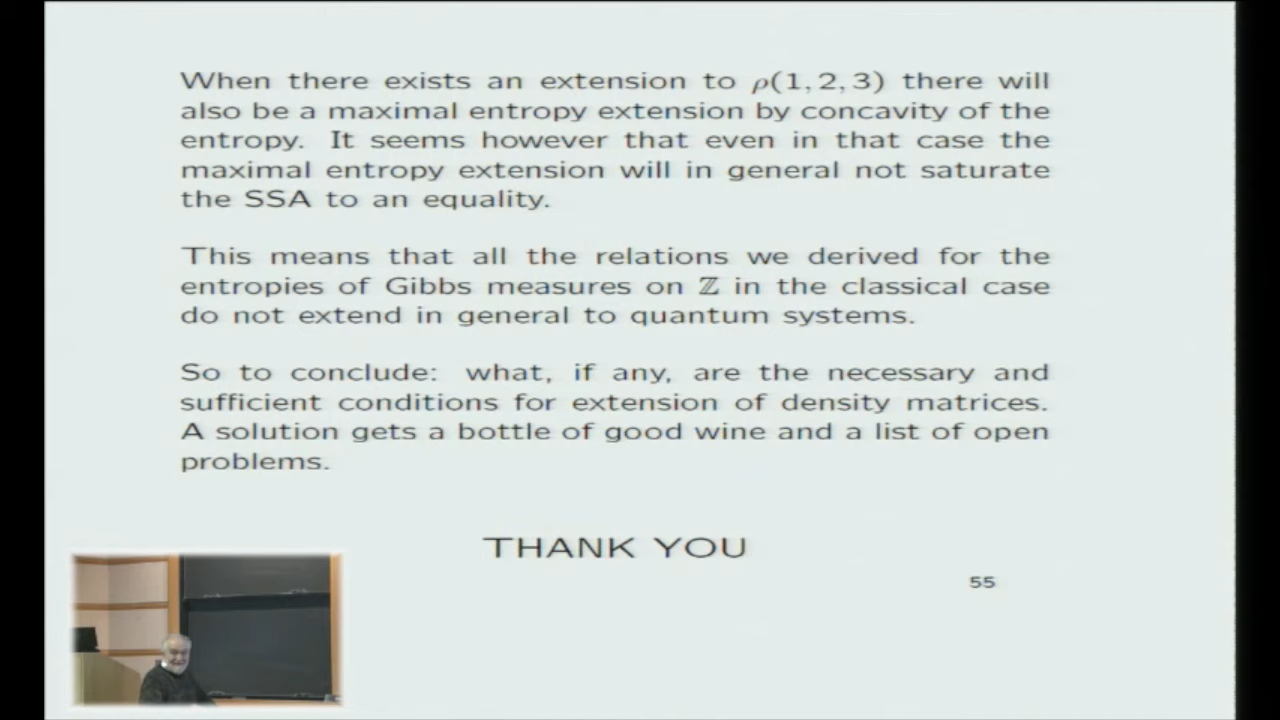 When there exists an extension to ρ(1, 2, 3) there will
also be a maximal entropy extension by concavity of the
entropy. It seems however that even in that case the
maximal entropy extension will in general not saturate
the SSA to an equality.
This means that all the relations we derived for the
entropies of Gibbs measures on ℤ in the classical case
do not extend in general to quantum systems.
So to conclude: what, if any, are the necessary and
sufficient conditions for extension of density matrices.
A solution gets a bottle of good wine and a list of open
problems.
THANK YOU
55